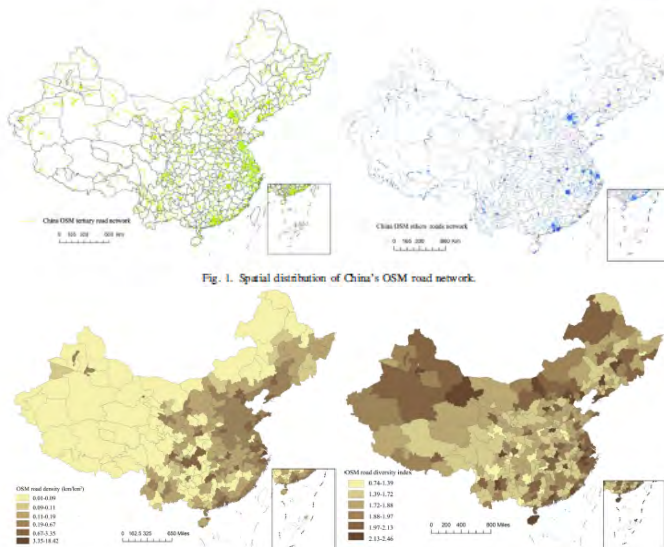 China OSM tertiary road network
China OSM others roads network
Fig. 1. Spatial distribution of China's OSM road network.
OSM road density (km/km²)
0.01-0.09
0.09-0.11
0.11-0.19
0.19-0.67
0.67-3.35
3.35-18.42
0 162.5 325 650 Miles
OSM road diversity index
0.74-1.39
1.39-1.72
1.72-1.88
1.88-1.97
1.97-2.13
2.13-2.46
0 200 400 800 Miles